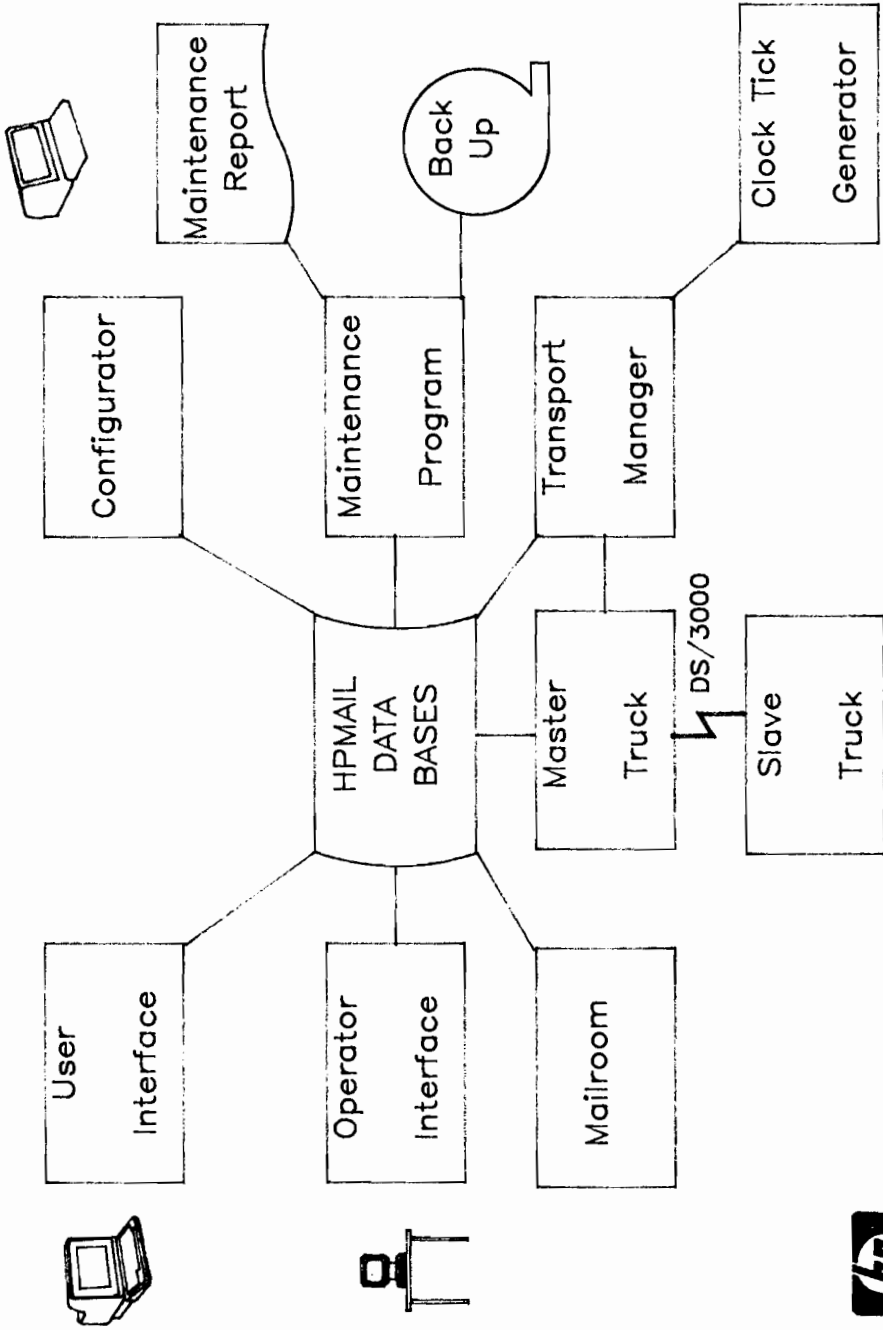 User
Interface
Configurator
Maintenance
Report
Operator
Interface
HPMAIL
DATA
BASES
Maintenance
Program
Back
Up
Mailroom
Master
Truck
Transport
Manager
DS/3000
Slave
Truck
Clock Tick
Generator
hp